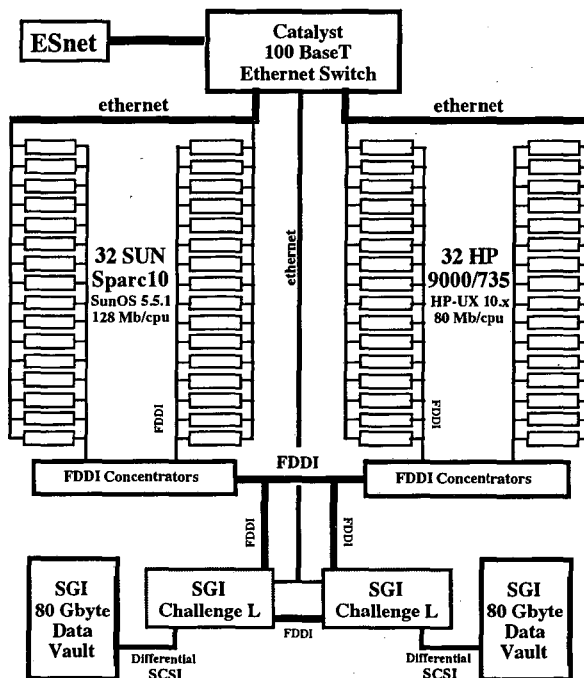 ESnet
Catalyst
100 BaseT
Ethernet Switch
ethernet
ethernet
32 SUN
Sparc10
SunOS 5.5.1
128 Mb/cpu
ethernet
32 HP
9000/735
HP-UX 10.x
80 Mb/cpu
FDDI
FDDI
FDDI Concentrators
FDDI
FDDI Concentrators
FDDI
FDDI
SGI
80 Gbyte
Data
Vault
SGI
Challenge L
SGI
Challenge L
SGI
80 Gbyte
Data
Vault
FDDI
Differential
SCSI
Differential
SCSI